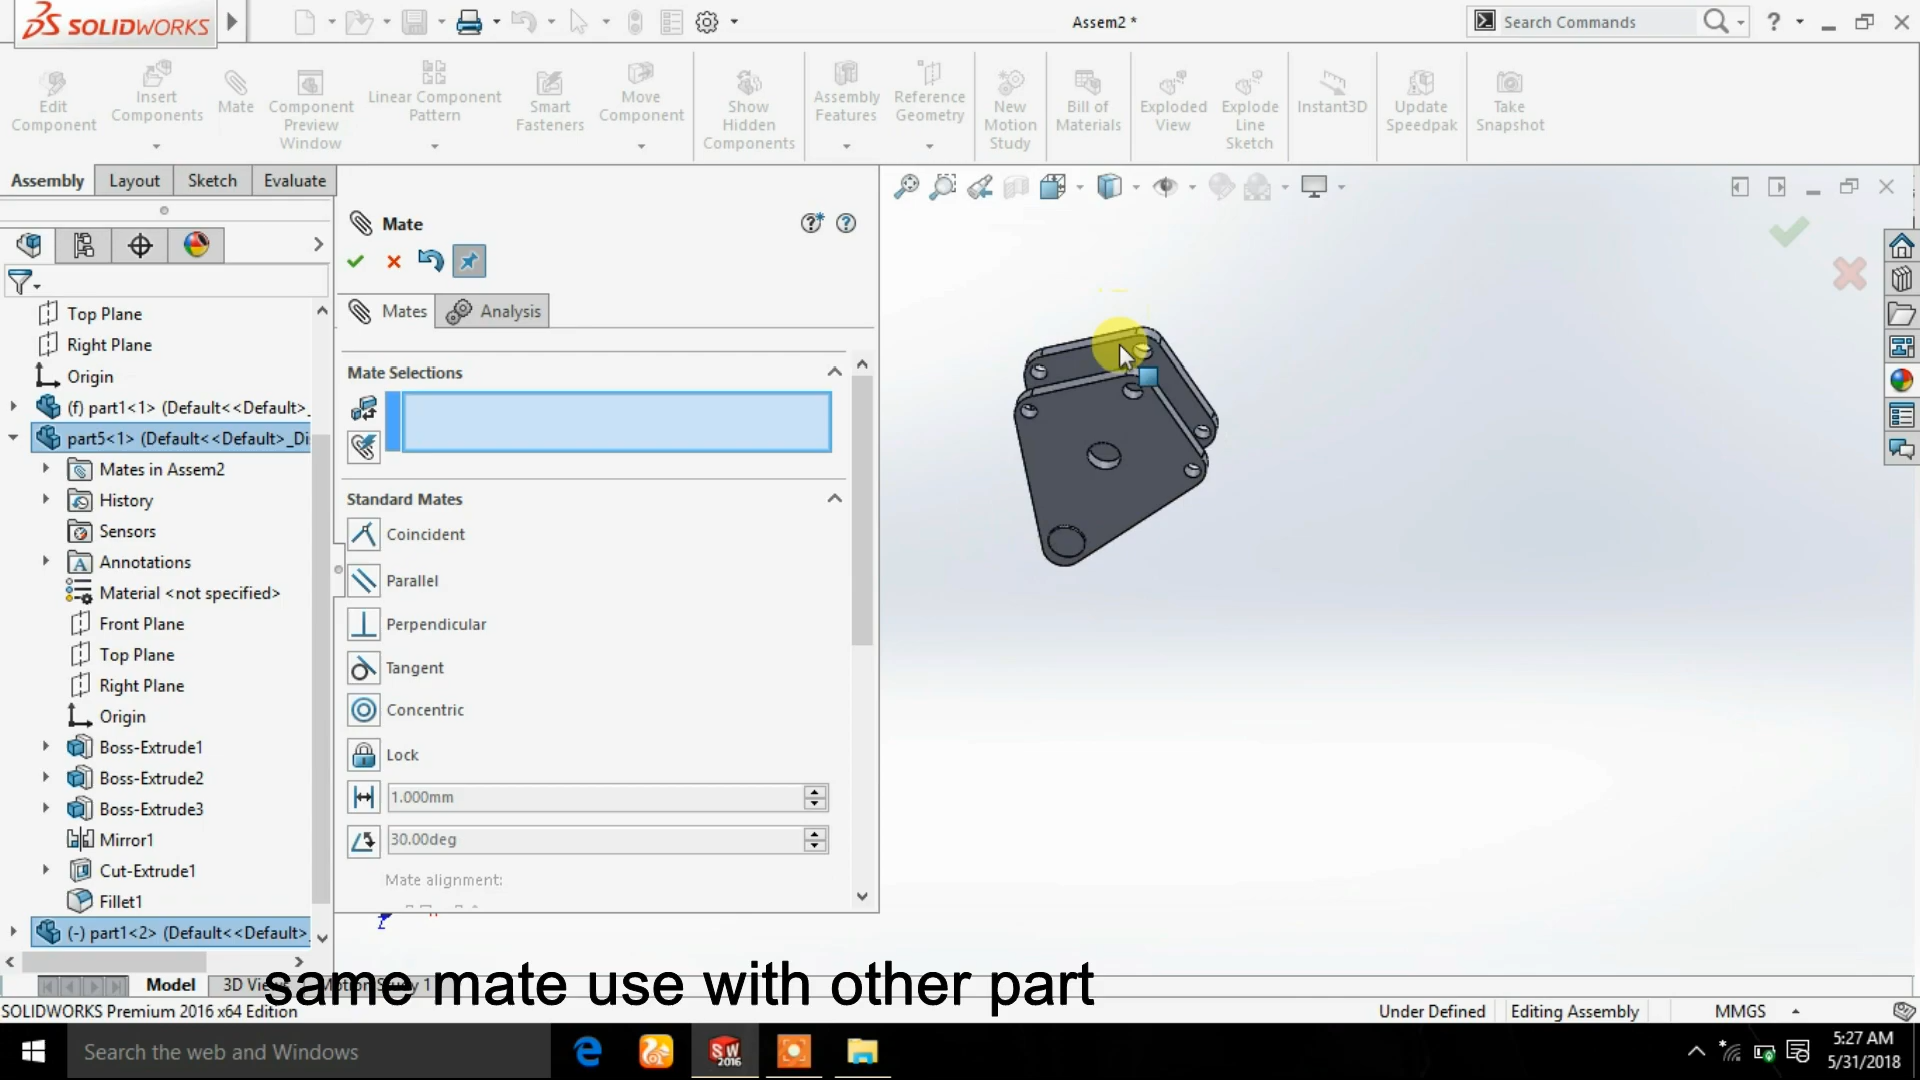 SOLIDWORKS
Assem2 *
Search Commands
Edit Component
Insert Components
Mate
Component Preview Window
Linear Component Pattern
Smart Fasteners
Move Component
Show Hidden Components
Assembly Features
Reference Geometry
New Motion Study
Bill of Materials
Exploded View
Explode Line Sketch
Instant3D
Update Speedpak
Take Snapshot
Assembly
Layout
Sketch
Evaluate
Mate
Mates
Analysis
Top Plane
Right Plane
Origin
(f) part1<1> (Default<<Default>_
part5<1> (Default<<Default>_Di
Mates in Assem2
History
Sensors
Annotations
Material <not specified>
Front Plane
Top Plane
Right Plane
Origin
Boss-Extrude1
Boss-Extrude2
Boss-Extrude3
Mirror1
Cut-Extrude1
Fillet1
(-) part1<2> (Default<<Default>_
Mate Selections
Standard Mates
Coincident
Parallel
Perpendicular
Tangent
Concentric
Lock
1.000mm
30.00deg
Mate alignment:
Model
3D Vie
Study 1
same mate use with other part
SOLIDWORKS Premium 2016 x64 Edition
Under Defined
Editing Assembly
MMGS
Search the web and Windows
SW
2016
5:27 AM
5/31/2018